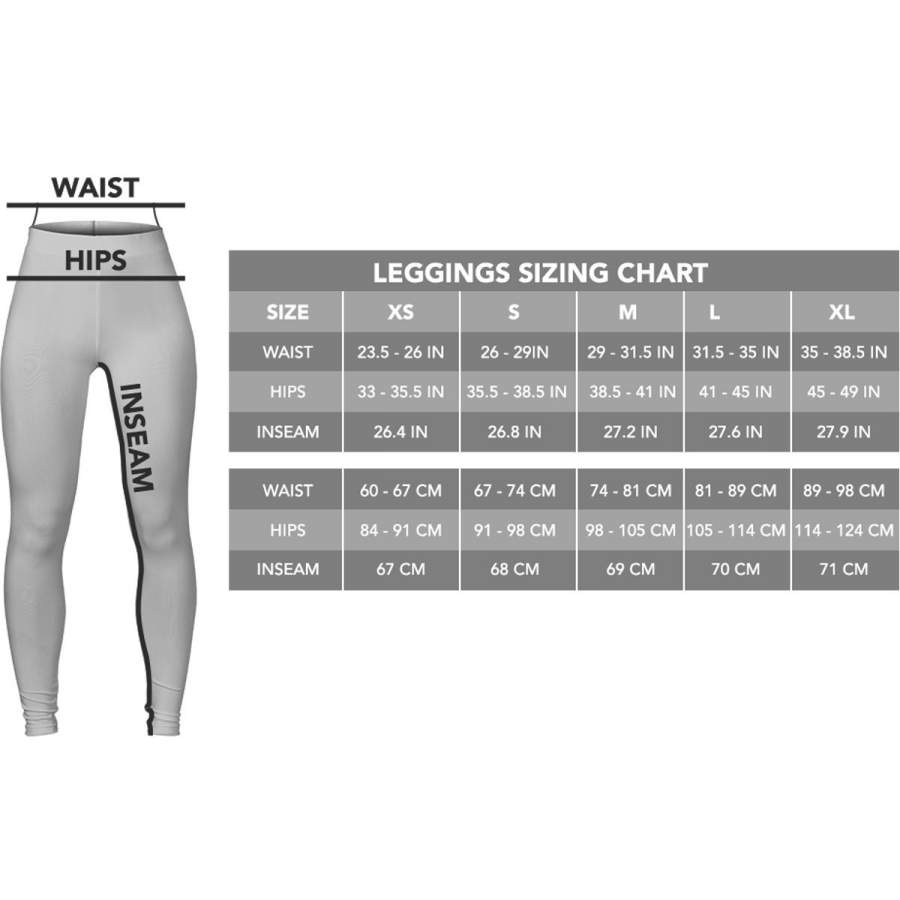 WAIST
HIPS
INSEAM
LEGGINGS SIZING CHART
SIZE XS S M L XL
WAIST 23.5 - 26 IN 26 - 29IN 29 - 31.5 IN 31.5 - 35 IN 35 - 38.5 IN
HIPS 33 - 35.5 IN 35.5 - 38.5 IN 38.5 - 41 IN 41 - 45 IN 45 - 49 IN
INSEAM 26.4 IN 26.8 IN 27.2 IN 27.6 IN 27.9 IN
WAIST 60 - 67 CM 67 - 74 CM 74 - 81 CM 81 - 89 CM 89 - 98 CM
HIPS 84 - 91 CM 91 - 98 CM 98 - 105 CM 105 - 114 CM 114 - 124 CM
INSEAM 67 CM 68 CM 69 CM 70 CM 71 CM